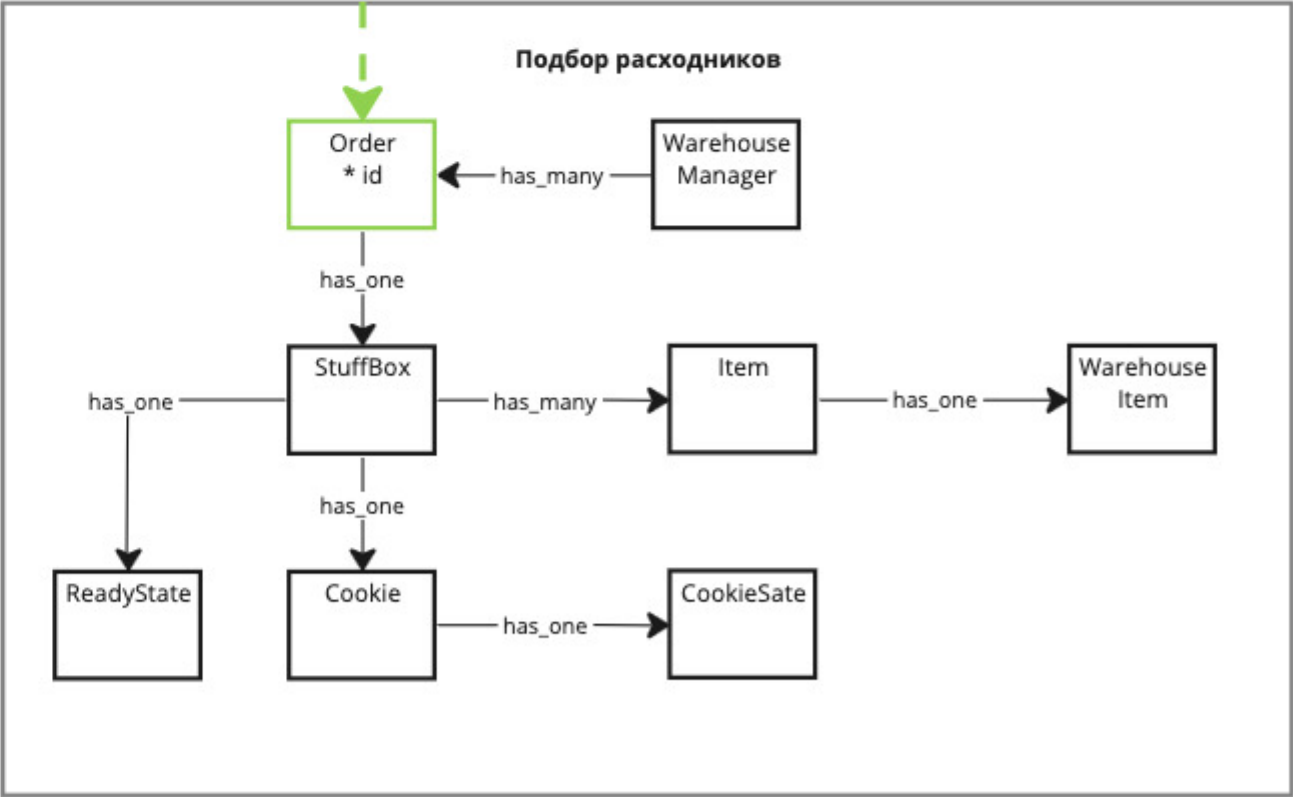 Подбор расходников
Order
* id
has_many
Warehouse
Manager
has_one
StuffBox
has_many
Item
has_one
Warehouse
Item
has_one
has_one
ReadyState
Cookie
has_one
CookieSate